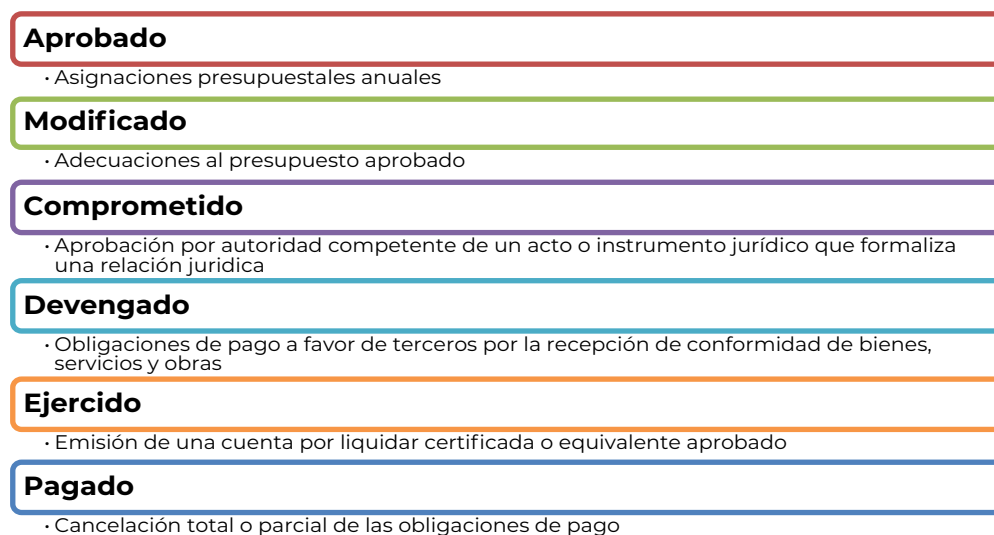 Aprobado
· Asignaciones presupuestales anuales
Modificado
· Adecuaciones al presupuesto aprobado
Comprometido
· Aprobación por autoridad competente de un acto o instrumento jurídico que formaliza
una relación juridica
Devengado
· Obligaciones de pago a favor de terceros por la recepción de conformidad de bienes,
servicios y obras
Ejercido
· Emisión de una cuenta por liquidar certificada o equivalente aprobado
Pagado
· Cancelación total o parcial de las obligaciones de pago